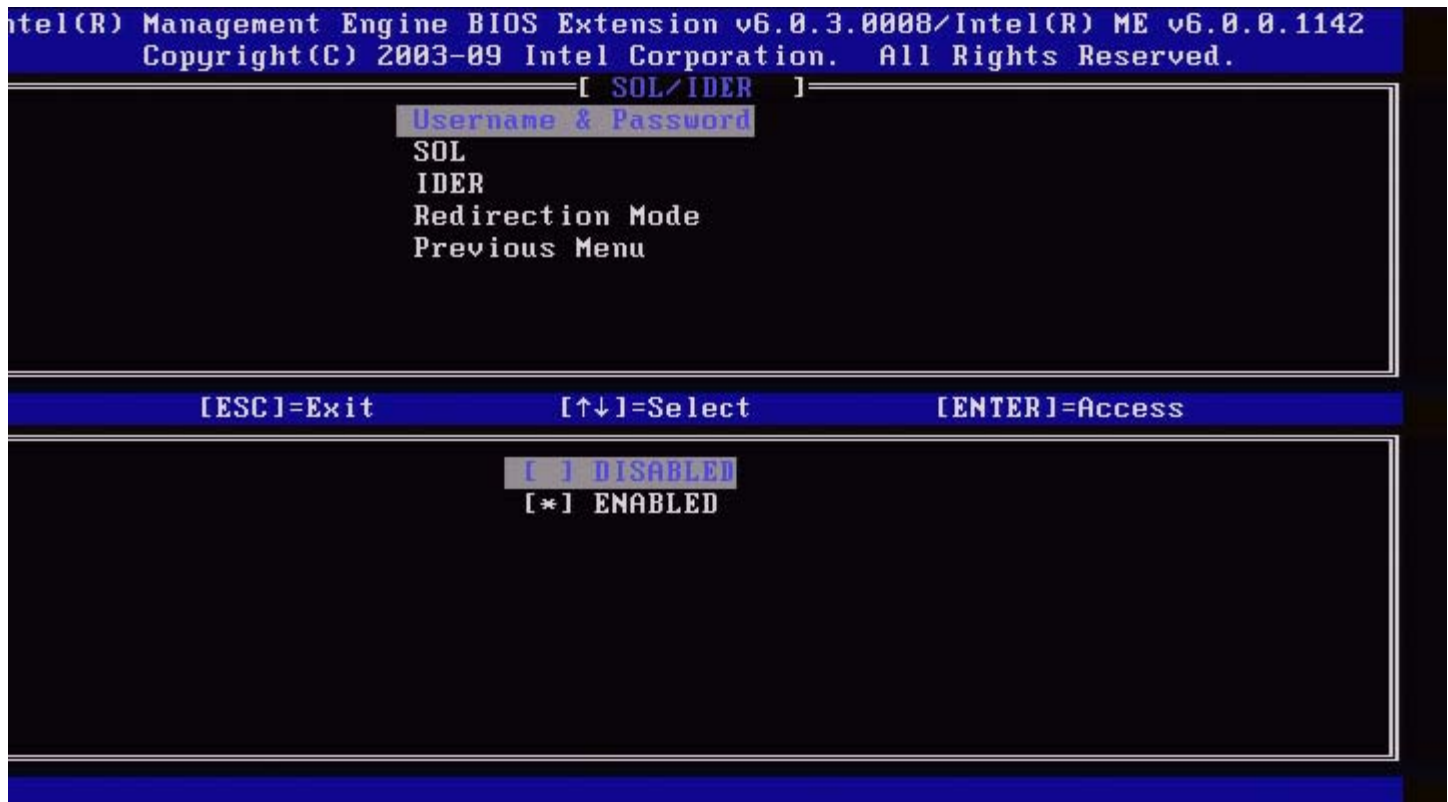 ntel(R) Management Engine BIOS Extension v6.0.3.0008/Intel(R) ME v6.0.0.1142
Copyright(C) 2003-09 Intel Corporation. All Rights Reserved.
[ SOL/IDER ]
Username & Password
SOL
IDER
Redirection Mode
Previous Menu
[ESC]=Exit [↑↓]=Select [ENTER]=Access
[ ] DISABLED
[*] ENABLED